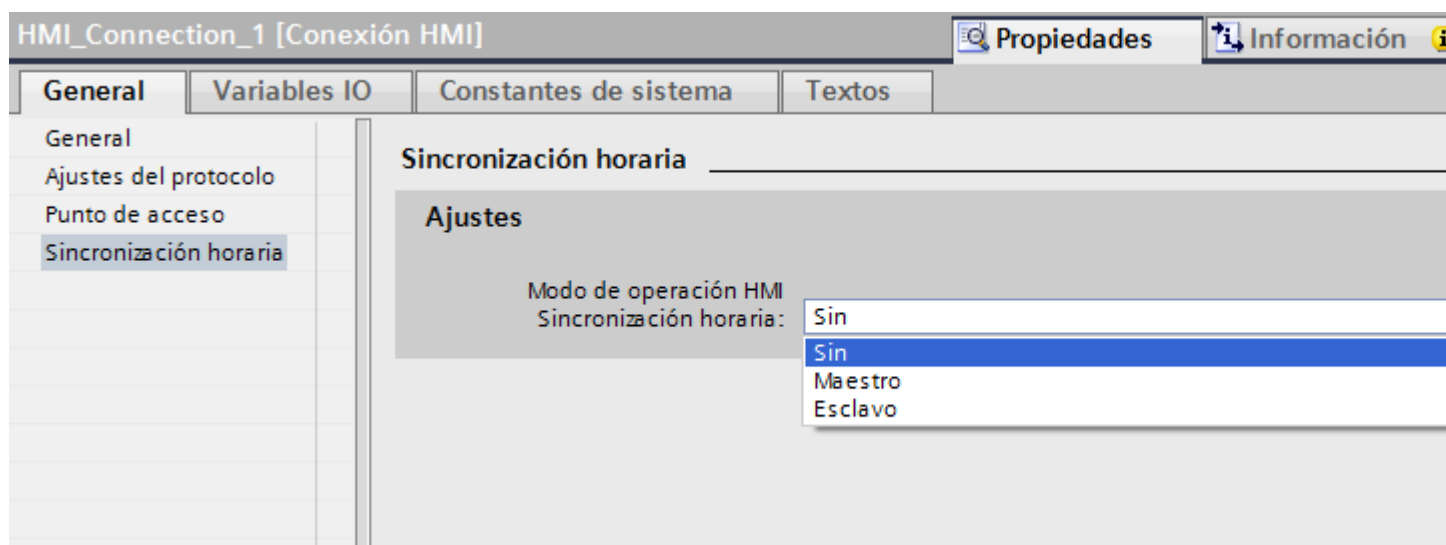 HMI_Connection_1 [Conexión HMI]
Propiedades
Información
General
Variables IO
Constantes de sistema
Textos
General
Ajustes del protocolo
Punto de acceso
Sincronización horaria
Sincronización horaria
Ajustes
Modo de operación HMI
Sincronización horaria:
Sin
Sin
Maestro
Esclavo